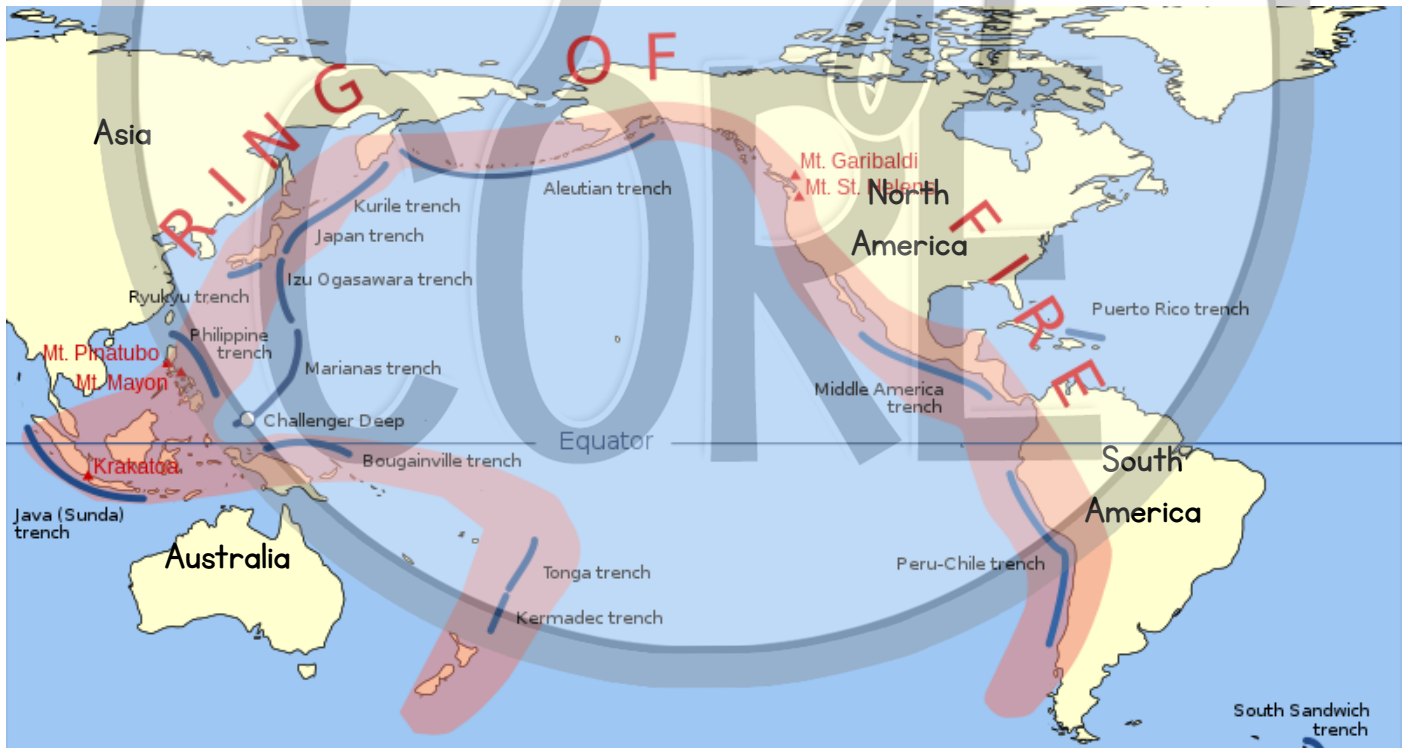 RING OF FIRE
Asia
Mt. Garibaldi
Mt. St. Helens
North
America
Aleutian trench
Kurile trench
Japan trench
Izu Ogasawara trench
Ryukyu trench
Philippine
trench
Puerto Rico trench
Mt. Pinatubo
Mt. Mayon
Marianas trench
Middle America
trench
Challenger Deep
Equator
Krakatoa
Bougainville trench
South
America
Java (Sunda)
trench
Australia
Tonga trench
Peru-Chile trench
Kermadec trench
South Sandwich
trench
CORE